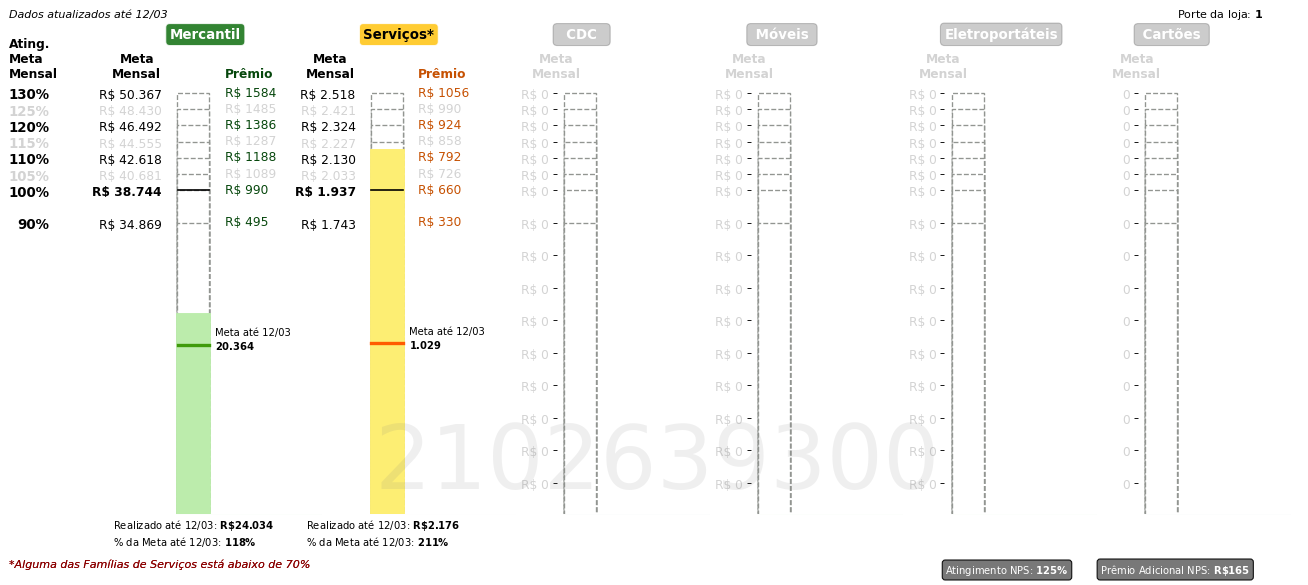 Dados atualizados até 12/03
Porte da loja: 1
Mercantil Serviços* CDC Móveis Eletroportáteis Cartões
Ating. Meta Mensal
Meta Mensal Prêmio Meta Mensal Prêmio Meta Mensal Meta Mensal Meta Mensal Meta Mensal
130% R$ 50.367 R$ 1584 R$ 2.518 R$ 1056 R$ 0 R$ 0 R$ 0 0
125% R$ 48.430 R$ 1485 R$ 2.421 R$ 990 R$ 0 R$ 0 R$ 0 0
120% R$ 46.492 R$ 1386 R$ 2.324 R$ 924 R$ 0 R$ 0 R$ 0 0
115% R$ 44.555 R$ 1287 R$ 2.227 R$ 858 R$ 0 R$ 0 R$ 0 0
110% R$ 42.618 R$ 1188 R$ 2.130 R$ 792 R$ 0 R$ 0 R$ 0 0
105% R$ 40.681 R$ 1089 R$ 2.033 R$ 726 R$ 0 R$ 0 R$ 0 0
100% R$ 38.744 R$ 990 R$ 1.937 R$ 660 R$ 0 R$ 0 R$ 0 0
90% R$ 34.869 R$ 495 R$ 1.743 R$ 330 R$ 0 R$ 0 R$ 0 0
R$ 0 R$ 0 R$ 0 0
R$ 0 R$ 0 R$ 0 0
R$ 0 R$ 0 R$ 0 0
Meta até 12/03 Meta até 12/03
20.364 1.029
R$ 0 R$ 0 R$ 0 0
R$ 0 R$ 0 R$ 0 0
R$ 0 R$ 0 R$ 0 0
R$ 0 R$ 0 R$ 0 0
2102639300
R$ 0 R$ 0 R$ 0 0
Realizado até 12/03: R$24.034 Realizado até 12/03: R$2.176
% da Meta até 12/03: 118% % da Meta até 12/03: 211%
*Alguma das Famílias de Serviços está abaixo de 70%
Atingimento NPS: 125% Prêmio Adicional NPS: R$165